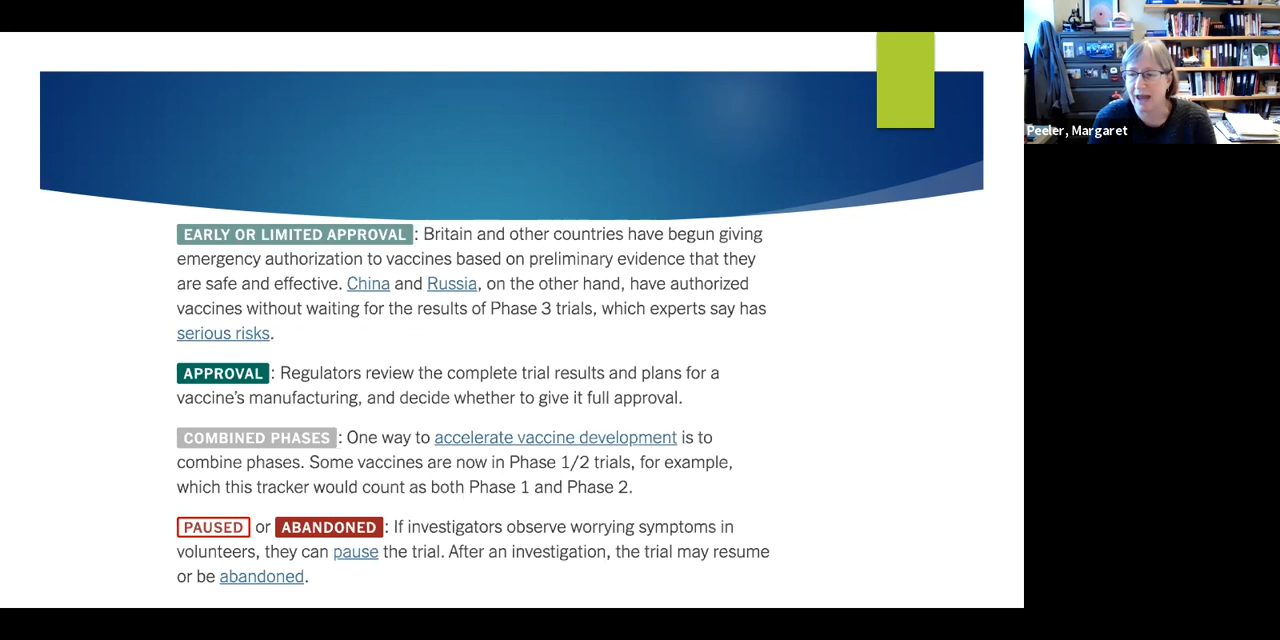 Peeler, Margaret
EARLY OR LIMITED APPROVAL : Britain and other countries have begun giving
emergency authorization to vaccines based on preliminary evidence that they
are safe and effective. China and Russia, on the other hand, have authorized
vaccines without waiting for the results of Phase 3 trials, which experts say has
serious risks.
APPROVAL : Regulators review the complete trial results and plans for a
vaccine’s manufacturing, and decide whether to give it full approval.
COMBINED PHASES : One way to accelerate vaccine development is to
combine phases. Some vaccines are now in Phase 1/2 trials, for example,
which this tracker would count as both Phase 1 and Phase 2.
PAUSED or ABANDONED : If investigators observe worrying symptoms in
volunteers, they can pause the trial. After an investigation, the trial may resume
or be abandoned.